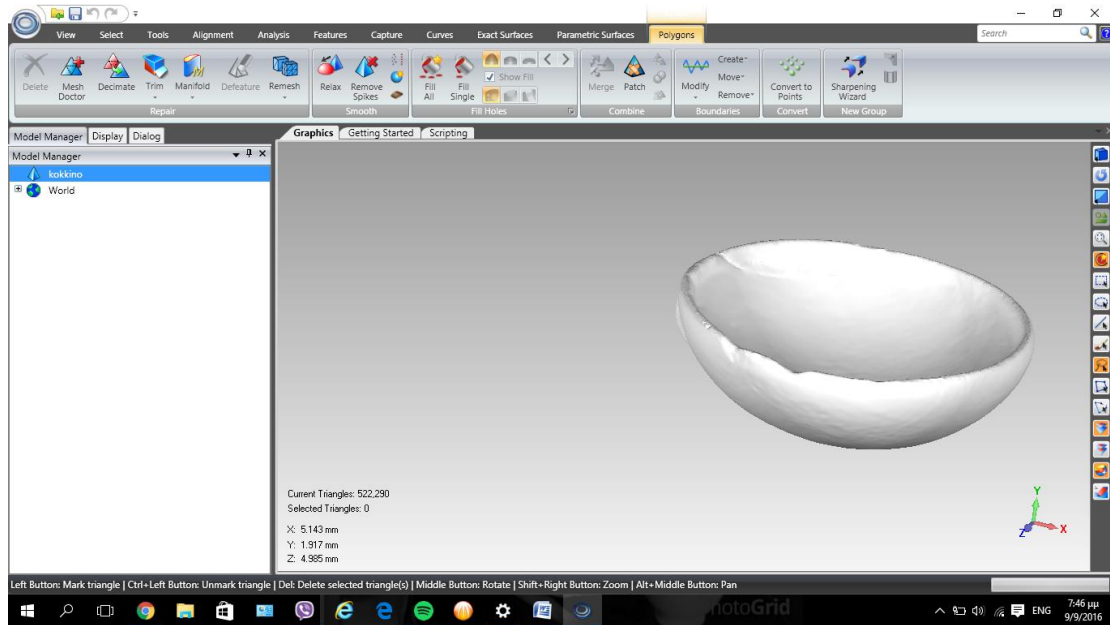 View Select Tools Alignment Analysis Features Capture Curves Exact Surfaces Parametric Surfaces Polygons Search
Delete Mesh Doctor Decimate Trim Manifold Defeature Remesh Relax Remove Spikes Fill All Fill Single Show Fill Merge Patch Modify Create Move Remove Convert to Points Sharpening Wizard
Repair Smooth Fill Holes Combine Boundaries Convert New Group
Model Manager Display Dialog Graphics Getting Started Scripting
Model Manager
kokkino
World
Current Triangles: 522,290
Selected Triangles: 0
X: 5.143 mm
Y: 1.917 mm
Z: 4.985 mm
Y
Z X
Left Button: Mark triangle | Ctrl+Left Button: Unmark triangle | Del: Delete selected triangle(s) | Middle Button: Rotate | Shift+Right Button: Zoom | Alt+Middle Button: Pan
ENG 7:46 μμ
9/9/2016